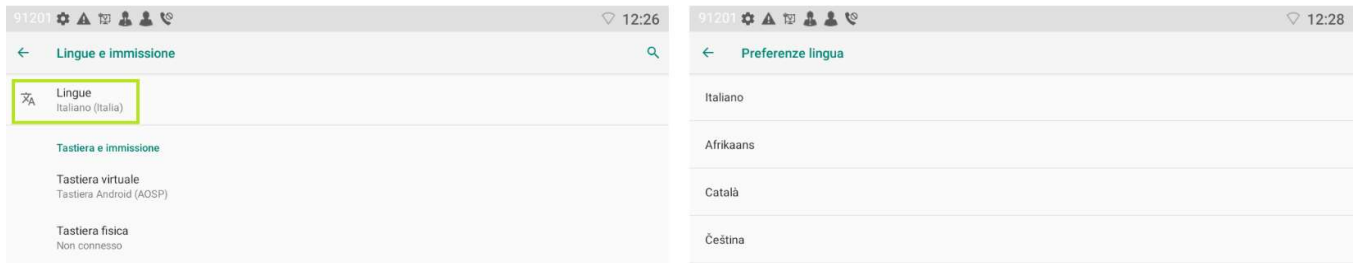 91201 12:26
Lingue e immissione
Lingue
Italiano (Italia)
Tastiera e immissione
Tastiera virtuale
Tastiera Android (AOSP)
Tastiera fisica
Non connesso
91201 12:28
Preferenze lingua
Italiano
Afrikaans
Català
Čeština